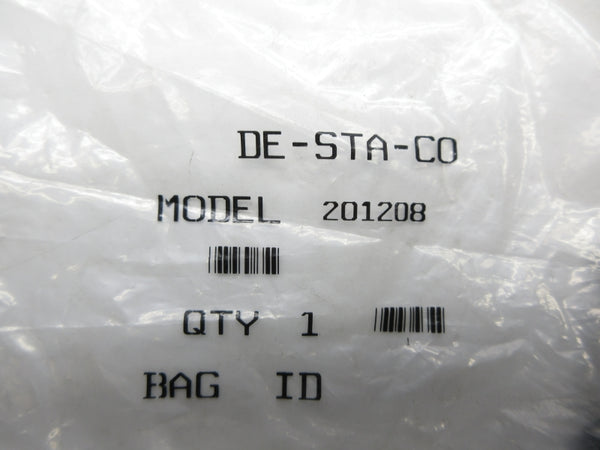 DE-STA-CO
MODEL 201208
QTY 1
BAG ID